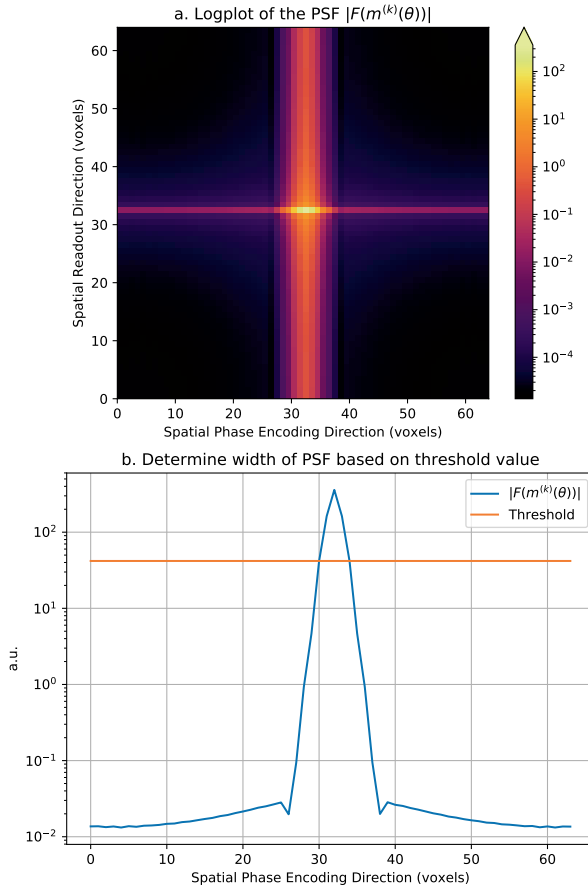 a. Logplot of the PSF |F(m^(k)(θ))|
60
50
40
30
20
10
0
Spatial Readout Direction (voxels)
0 10 20 30 40 50 60
Spatial Phase Encoding Direction (voxels)
10^2
10^1
10^0
10^-1
10^-2
10^-3
10^-4
b. Determine width of PSF based on threshold value
|F(m^(k)(θ))|
Threshold
10^2
10^1
10^0
10^-1
10^-2
a.u.
0 10 20 30 40 50 60
Spatial Phase Encoding Direction (voxels)